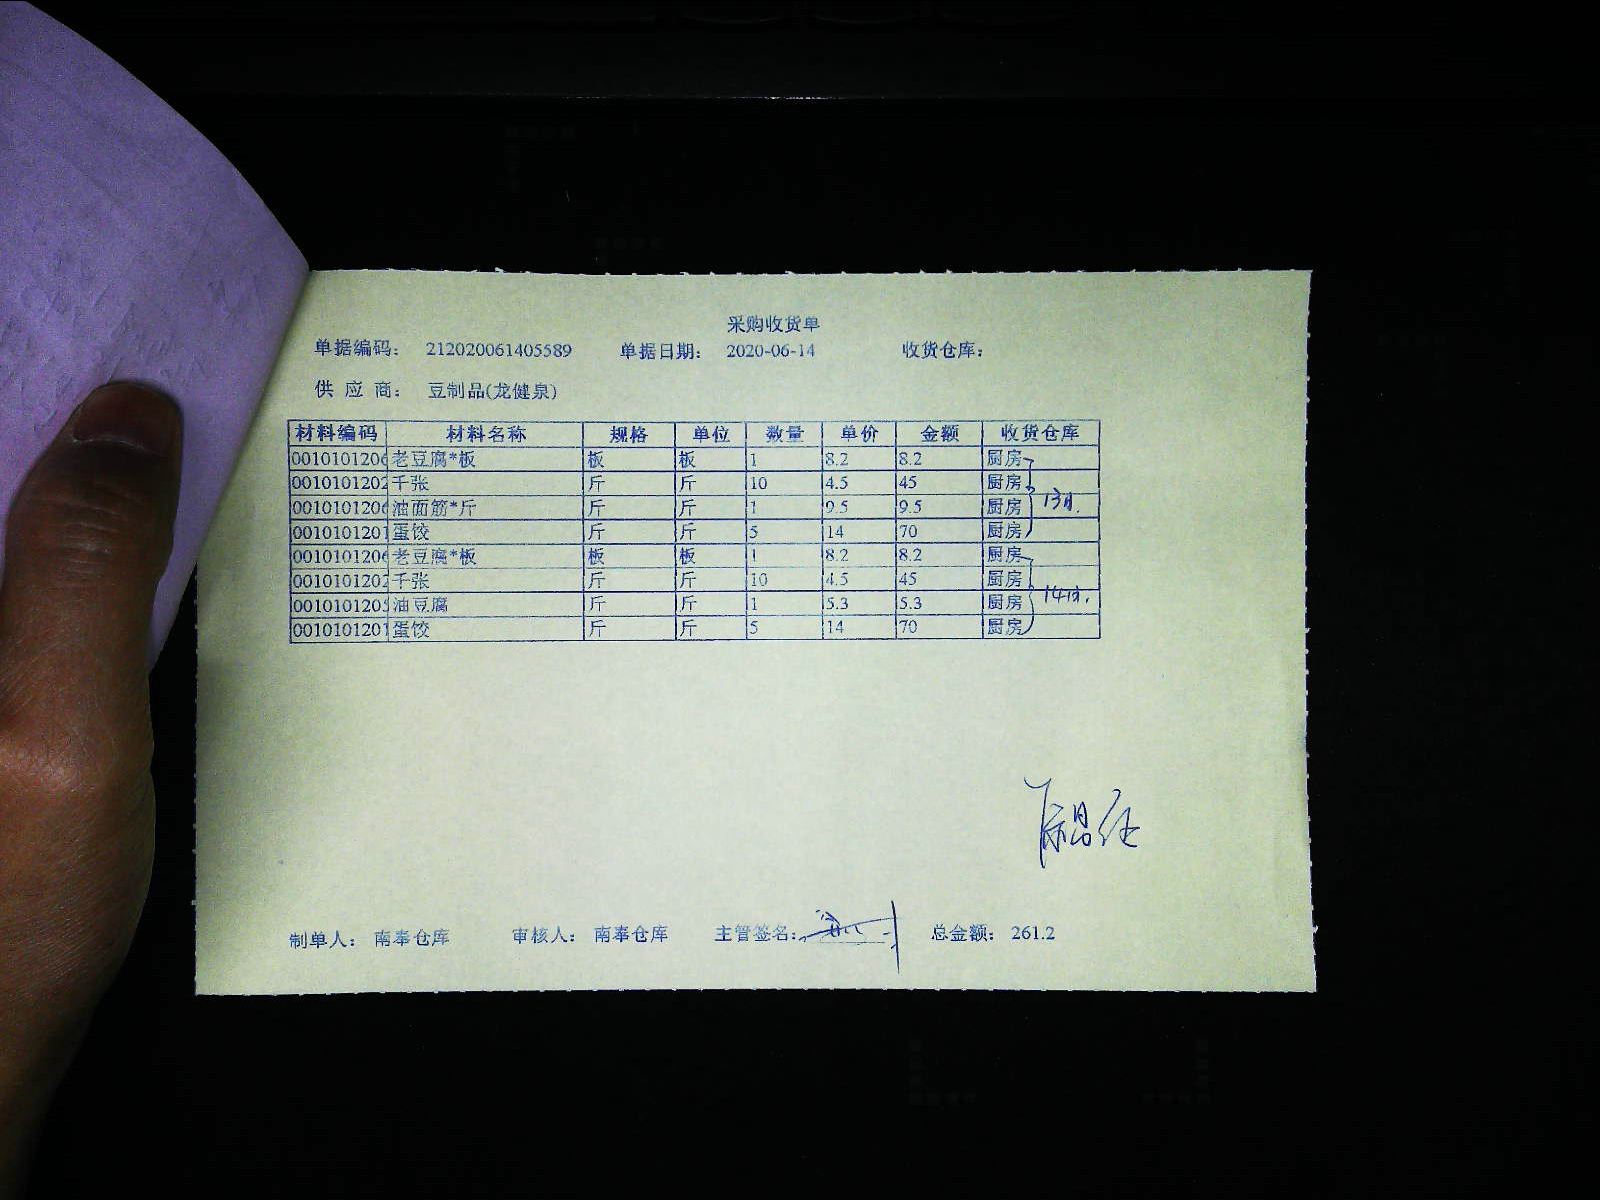 采购收货单
单据编码： 212020061405589 单据日期： 2020-06-14 收货仓库：
供 应 商： 豆制品(龙健泉)
材料编码 材料名称 规格 单位 数量 单价 金额 收货仓库
0010101206 老豆腐*板 板 板 1 8.2 8.2 厨房
0010101202 千张 斤 斤 10 4.5 45 厨房
0010101206 油面筋*斤 斤 斤 1 9.5 9.5 厨房 13日.
0010101201 蛋饺 斤 斤 5 14 70 厨房
0010101206 老豆腐*板 板 板 1 8.2 8.2 厨房
0010101202 千张 斤 斤 10 4.5 45 厨房
0010101205 油豆腐 斤 斤 1 5.3 5.3 厨房 14日.
0010101201 蛋饺 斤 斤 5 14 70 厨房
制单人： 南奉仓库 审核人： 南奉仓库 主管签名： 总金额： 261.2